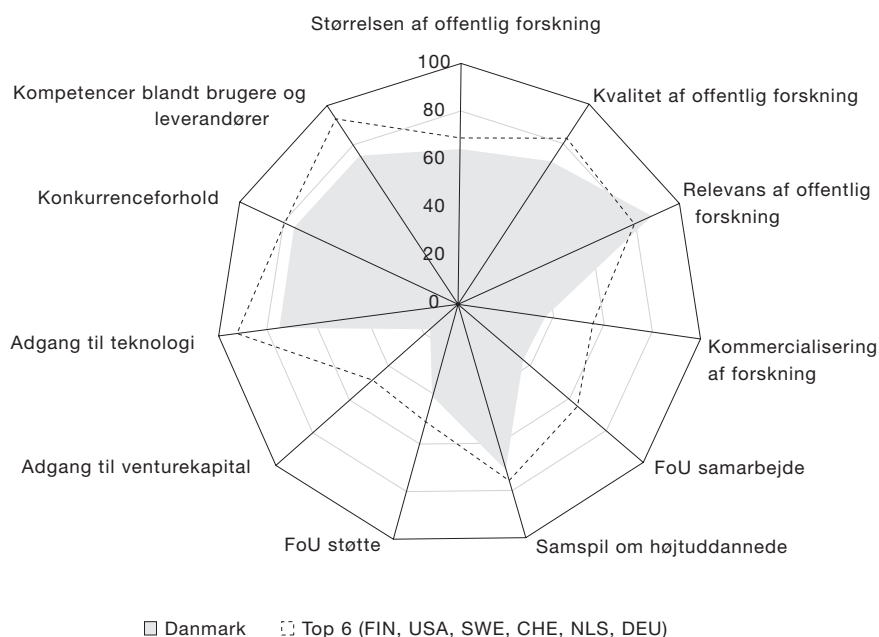 Størrelsen af offentlig forskning
100
Kompetencer blandt brugere og
leverandører
Kvalitet af offentlig forskning
80
60
Konkurrenceforhold
Relevans af offentlig
forskning
40
20
0
Adgang til teknologi
Kommercialisering
af forskning
Adgang til venturekapital
FoU samarbejde
FoU støtte
Samspil om højtuddannede
Danmark
Top 6 (FIN, USA, SWE, CHE, NLS, DEU)